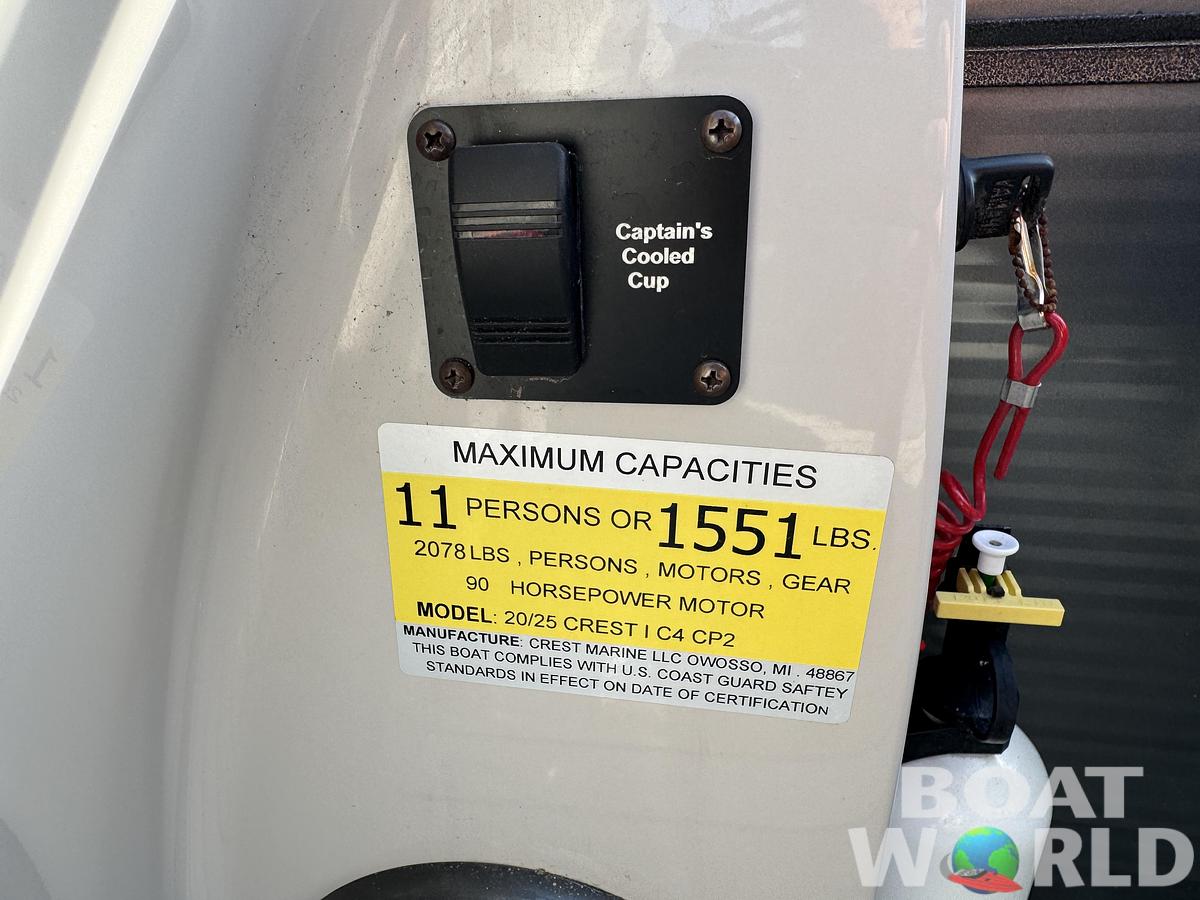 Captain's
Cooled
Cup
MAXIMUM CAPACITIES
11 PERSONS OR 1551 LBS.
2078 LBS , PERSONS , MOTORS , GEAR
90 HORSEPOWER MOTOR
MODEL: 20/25 CREST I C4 CP2
MANUFACTURE: CREST MARINE LLC OWOSSO, MI . 48867
THIS BOAT COMPLIES WITH U.S. COAST GUARD SAFTEY
STANDARDS IN EFFECT ON DATE OF CERTIFICATION
BOAT
WORLD